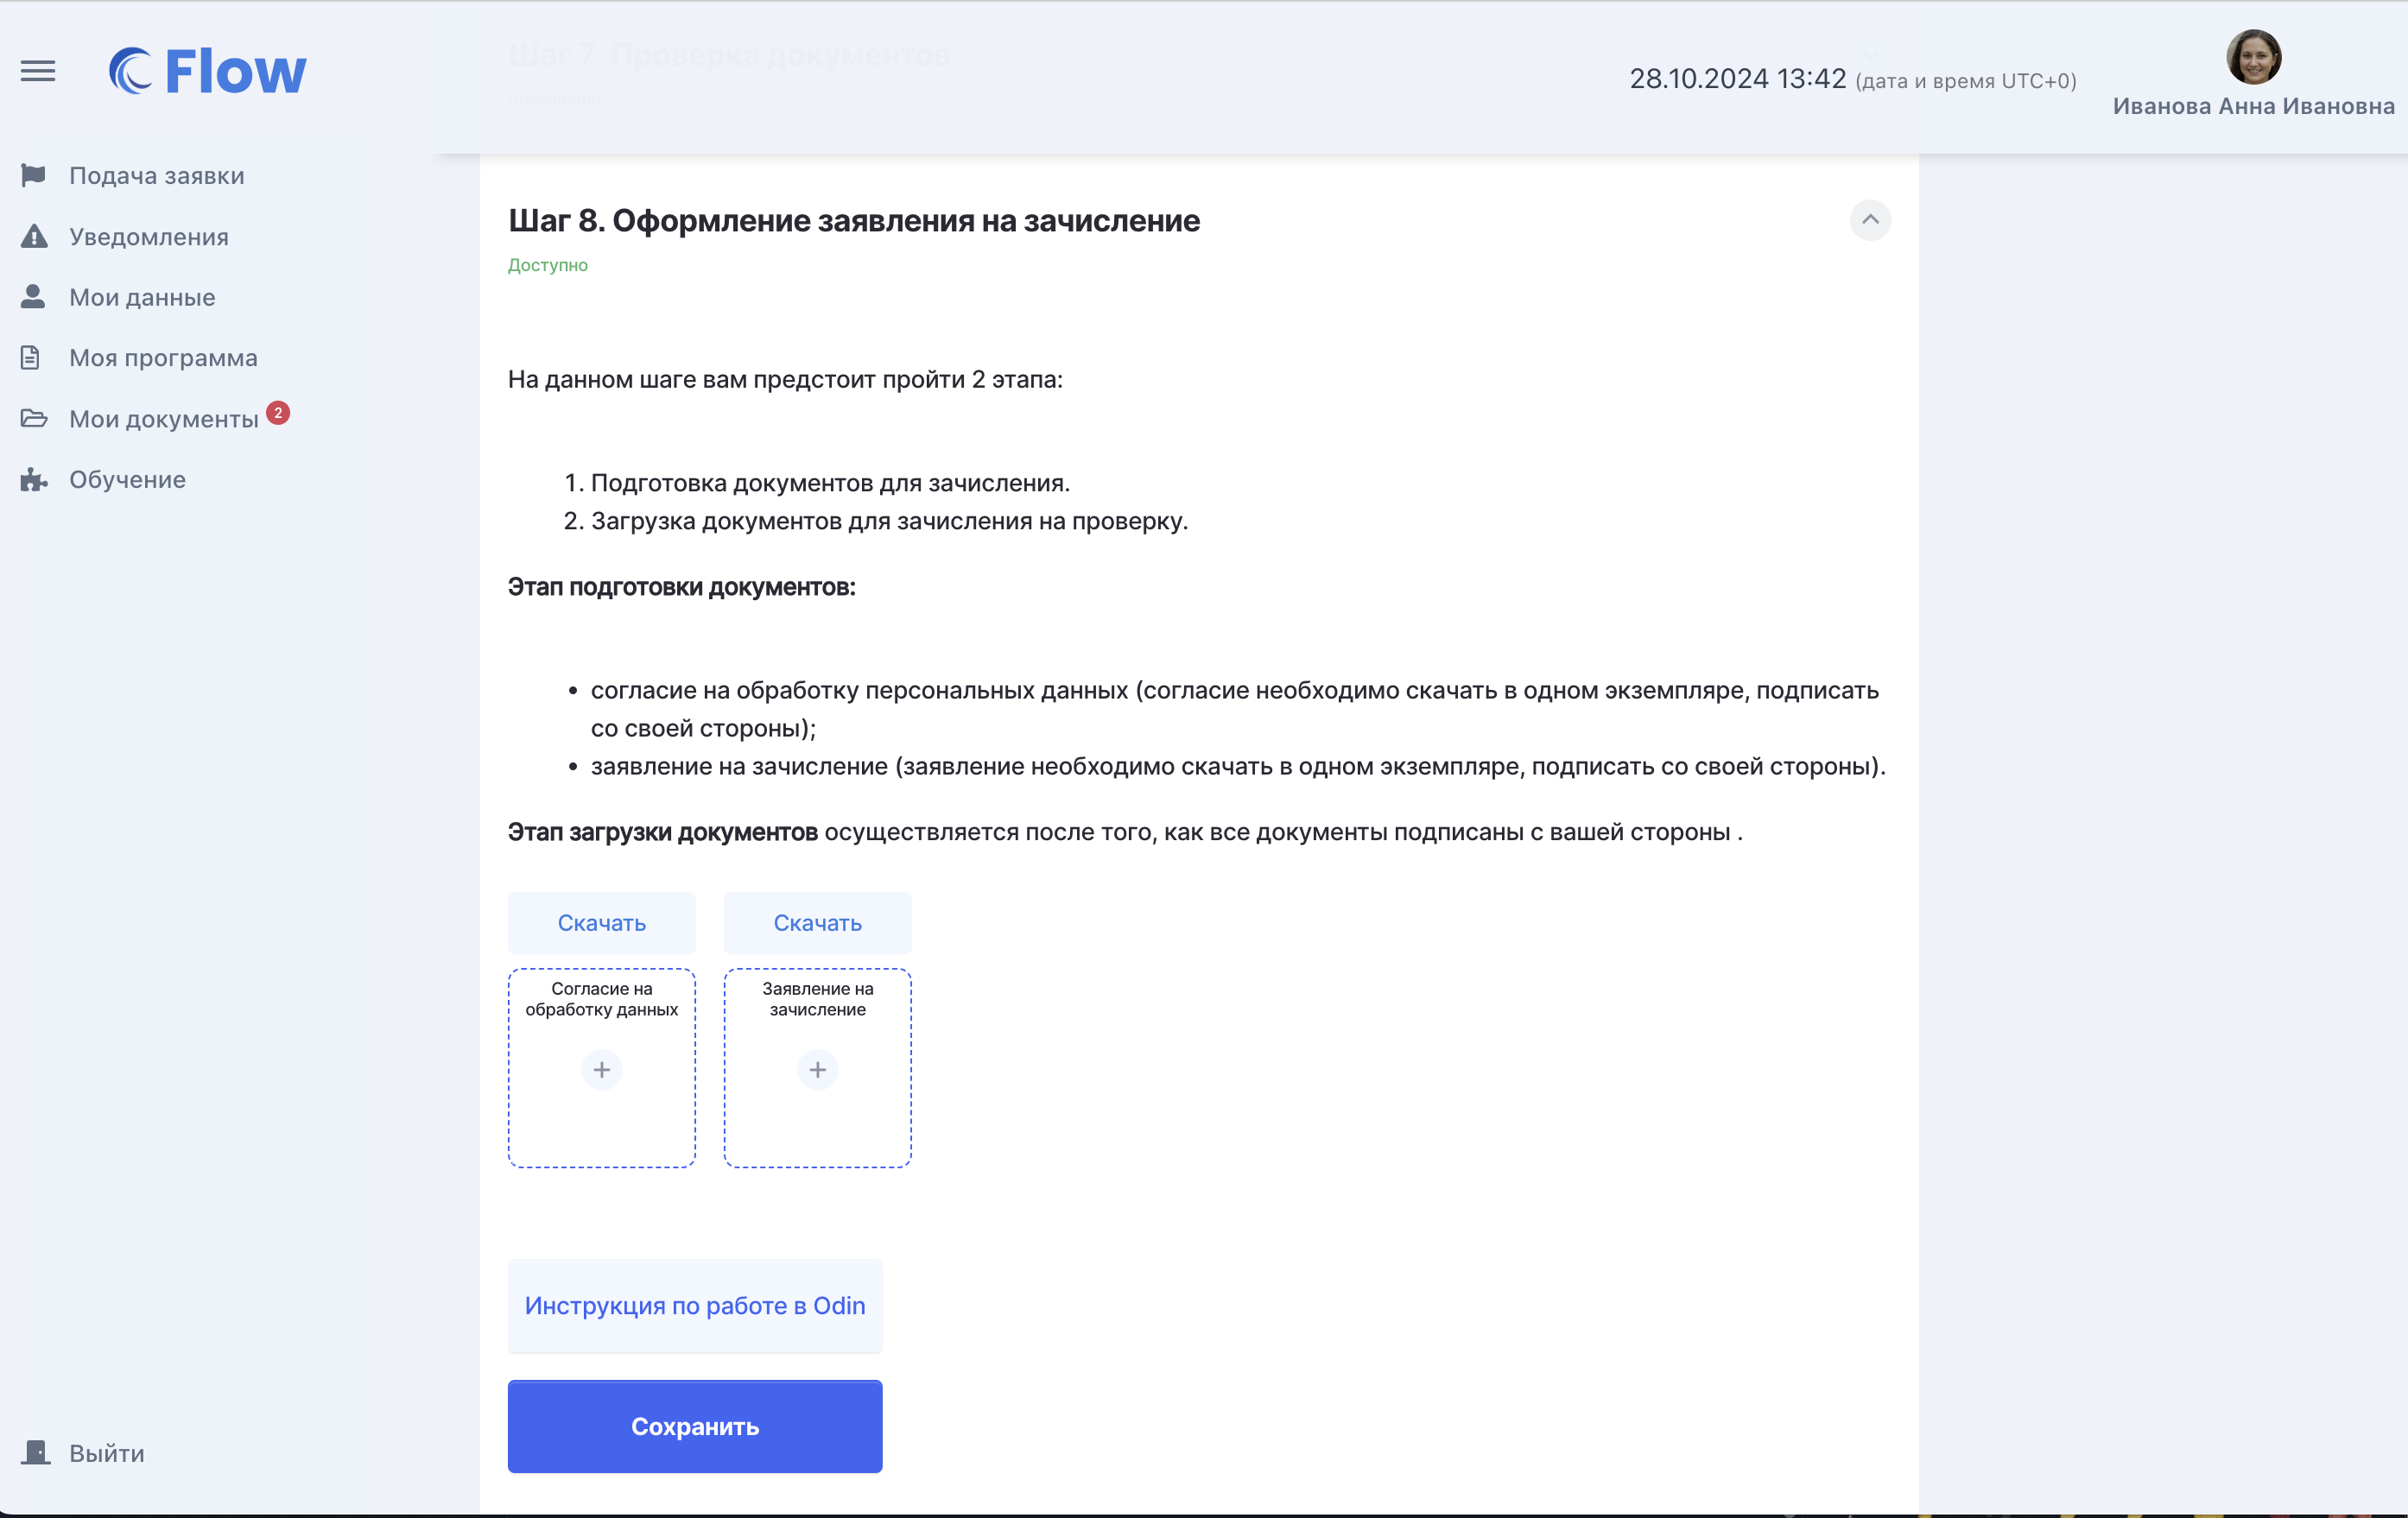 Flow
Шаг 7. Проверка документов
Выполнено
28.10.2024 13:42 (дата и время UTC+0)
Иванова Анна Ивановна
Подача заявки
Уведомления
Мои данные
Моя программа
Мои документы 2
Обучение
Выйти
Шаг 8. Оформление заявления на зачисление
Доступно
На данном шаге вам предстоит пройти 2 этапа:
1. Подготовка документов для зачисления.
2. Загрузка документов для зачисления на проверку.
Этап подготовки документов:
• согласие на обработку персональных данных (согласие необходимо скачать в одном экземпляре, подписать
со своей стороны);
• заявление на зачисление (заявление необходимо скачать в одном экземпляре, подписать со своей стороны).
Этап загрузки документов осуществляется после того, как все документы подписаны с вашей стороны .
Скачать
Скачать
Согласие на
обработку данных
Заявление на
зачисление
Инструкция по работе в Odin
Сохранить